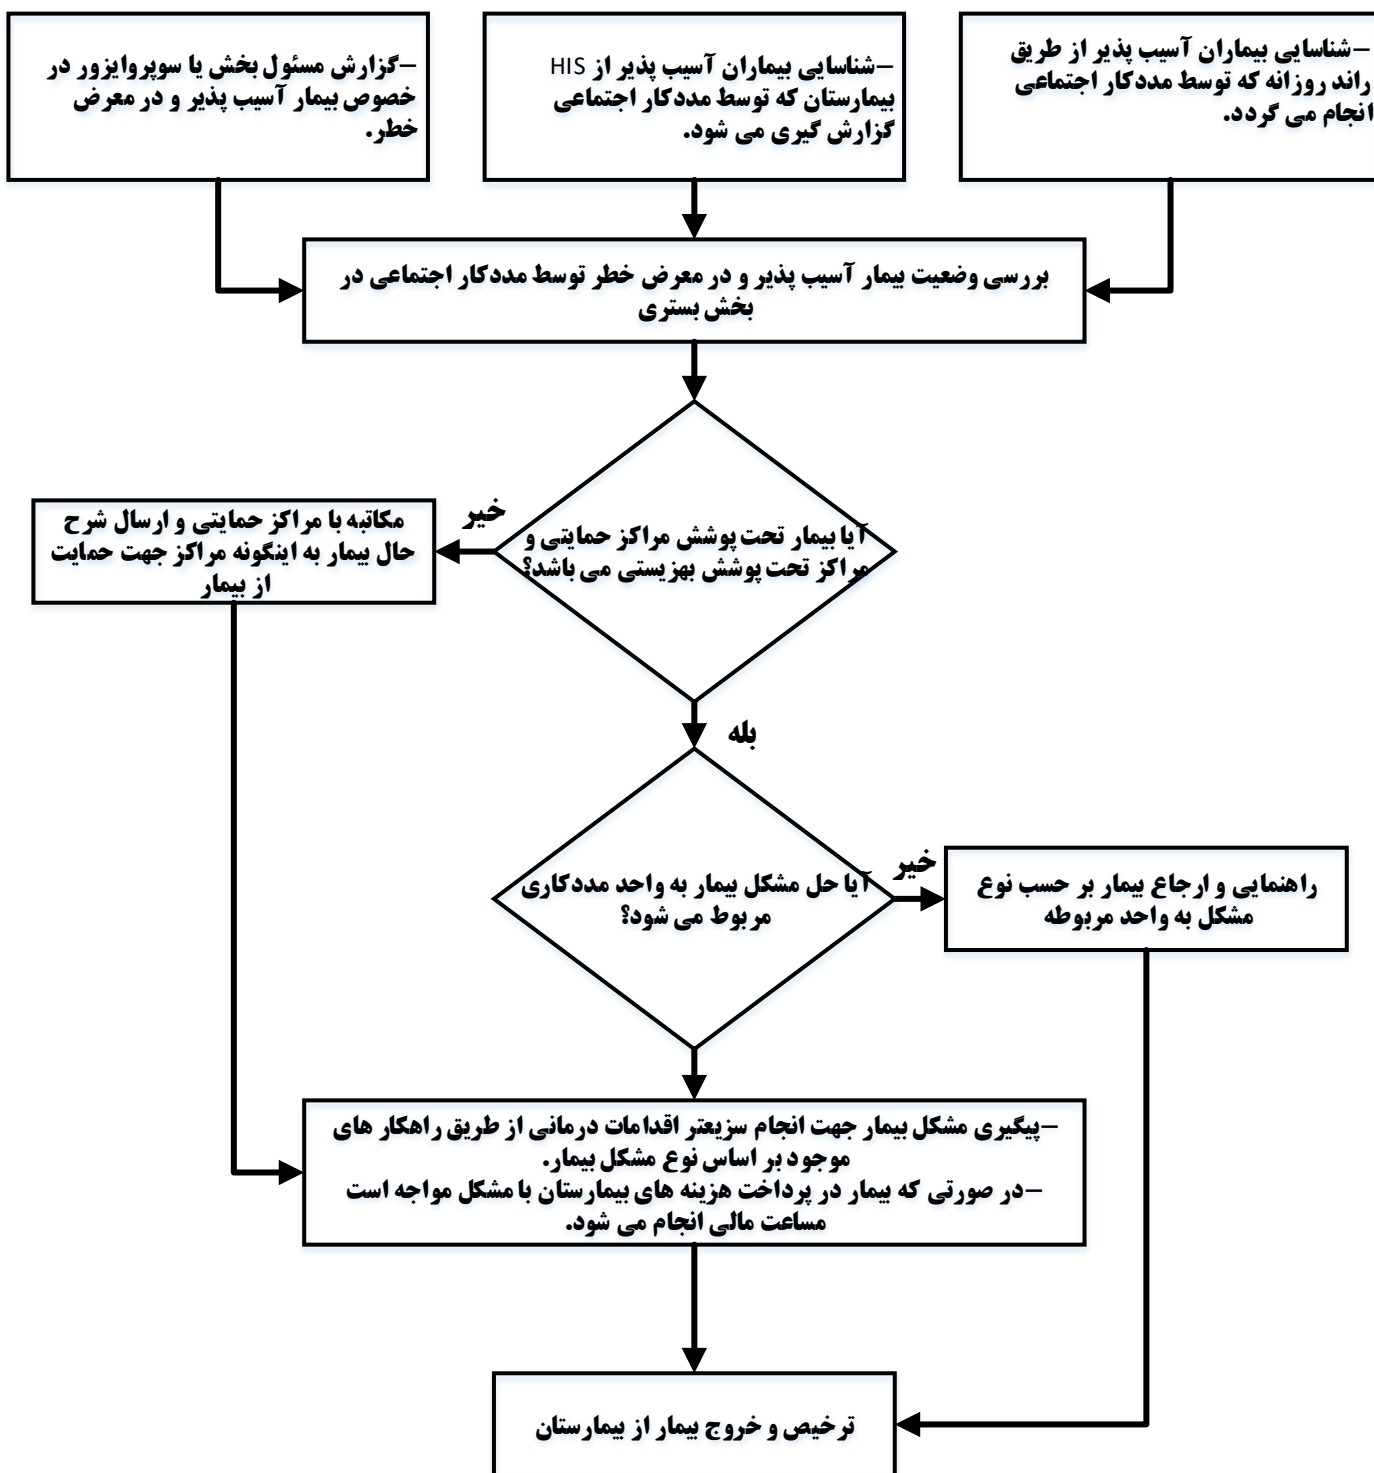 –شناسایی بیماران آسیب پذیر از طریق
راند روزانه که توسط مددکار اجتماعی
انجام می گردد.
–شناسایی بیماران آسیب پذیر از HIS
بیمارستان که توسط مددکار اجتماعی
گزارش گیری می شود.
–گزارش مسئول بخش یا سوپروایزور در
خصوص بیمار آسیب پذیر و در معرض
خطر.
بررسی وضعیت بیمار آسیب پذیر و در معرض خطر توسط مددکار اجتماعی در
بخش بستری
آیا بیمار تحت پوشش مراکز حمایتی و
مراکز تحت پوشش بهزیستی می باشد؟
خیر
مکاتبه با مراکز حمایتی و ارسال شرح
حال بیمار به اینگونه مراکز جهت حمایت
از بیمار
بله
آیا حل مشکل بیمار به واحد مددکاری
مربوط می شود؟
خیر
راهنمایی و ارجاع بیمار بر حسب نوع
مشکل به واحد مربوطه
–پیگیری مشکل بیمار جهت انجام سزیعتر اقدامات درمانی از طریق راهکار های
موجود بر اساس نوع مشکل بیمار.
–در صورتی که بیمار در پرداخت هزینه های بیمارستان با مشکل مواجه است
مساعت مالی انجام می شود.
ترخیص و خروج بیمار از بیمارستان